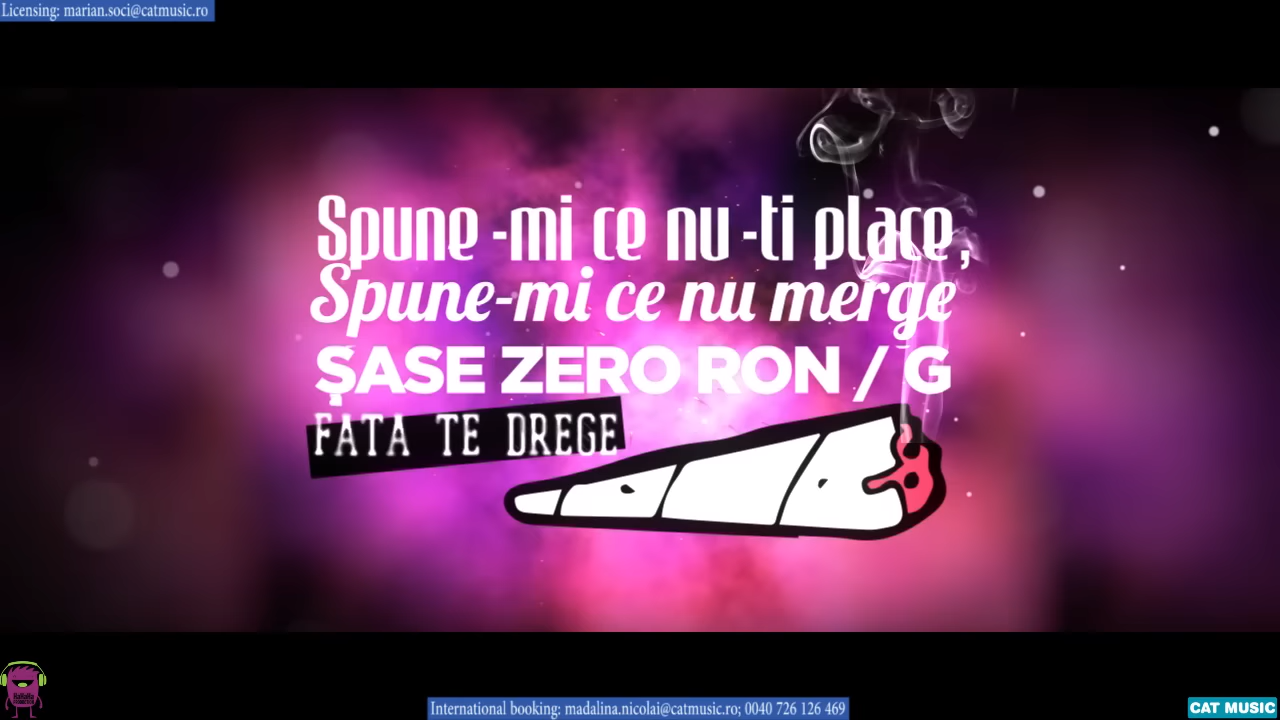 Licensing: marian.soci@catmusic.ro
Spune -mi ce nu -ti place,
Spune-mi ce nu merge
ȘASE ZERO RON / G
FATA TE DREGE
International booking: madalina.nicolai@catmusic.ro; 0040 726 126 469
CAT MUSIC